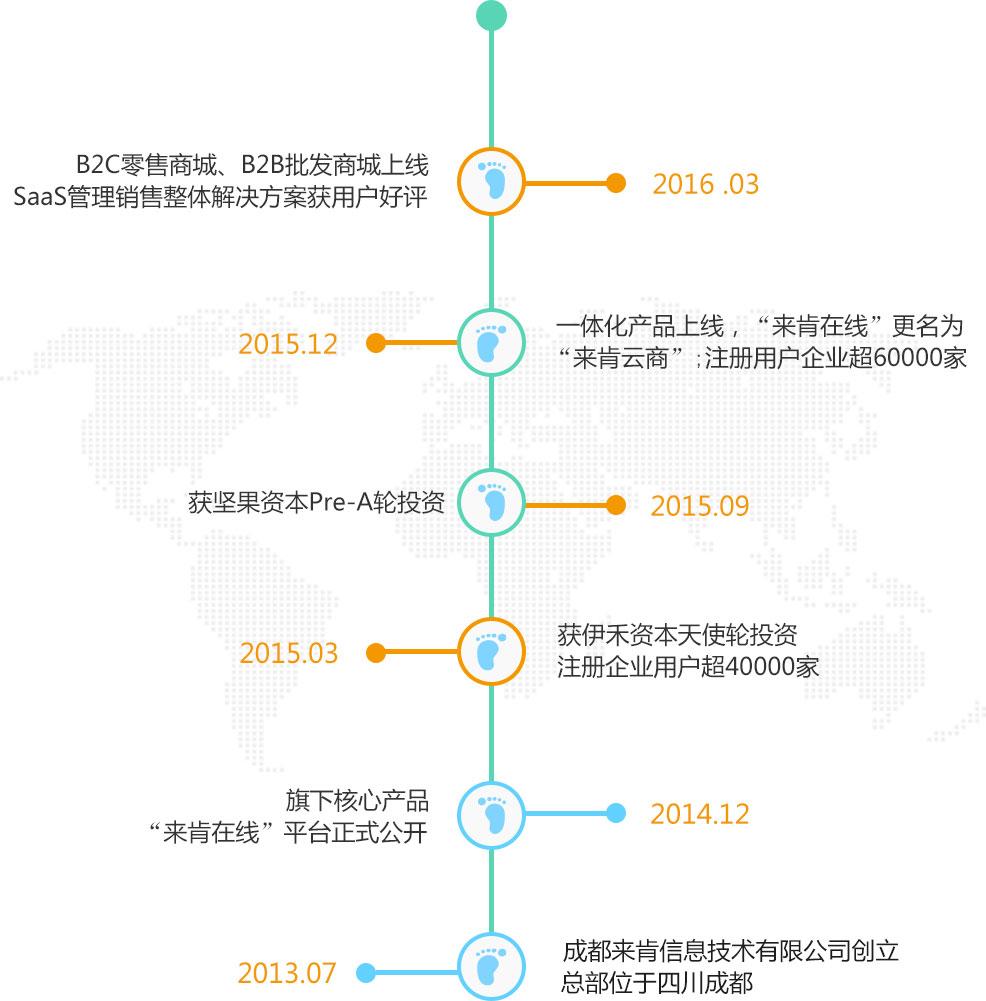 B2C零售商城、B2B批发商城上线
SaaS管理销售整体解决方案获用户好评
2016 .03
2015.12
一体化产品上线，“来肯在线”更名为
“来肯云商”;注册用户企业超60000家
获坚果资本Pre-A轮投资
2015.09
2015.03
获伊禾资本天使轮投资
注册企业用户超40000家
旗下核心产品
“来肯在线”平台正式公开
2014.12
2013.07
成都来肯信息技术有限公司创立
总部位于四川成都